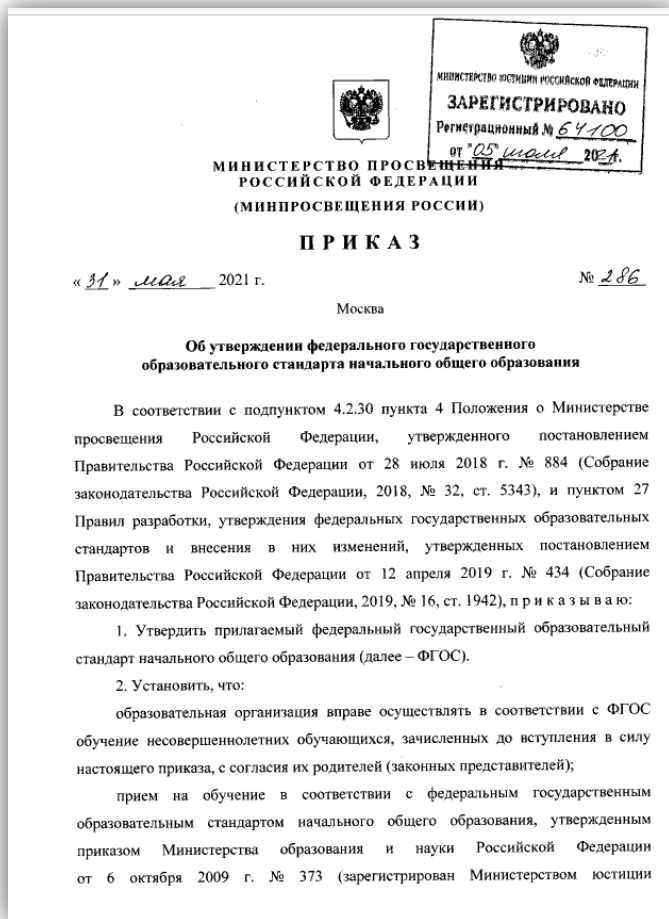 МИНИСТЕРСТВО ЮСТИЦИИ РОССИЙСКОЙ ФЕДЕРАЦИИ
ЗАРЕГИСТРИРОВАНО
Регистрационный № 64100
от "05" июля 2021г.
МИНИСТЕРСТВО ПРОСВЕЩЕНИЯ
РОССИЙСКОЙ ФЕДЕРАЦИИ
(МИНПРОСВЕЩЕНИЯ РОССИИ)
ПРИКАЗ
« 31 » мая 2021 г.
№ 286
Москва
Об утверждении федерального государственного
образовательного стандарта начального общего образования
В соответствии с подпунктом 4.2.30 пункта 4 Положения о Министерстве
просвещения Российской Федерации, утвержденного постановлением
Правительства Российской Федерации от 28 июля 2018 г. № 884 (Собрание
законодательства Российской Федерации, 2018, № 32, ст. 5343), и пунктом 27
Правил разработки, утверждения федеральных государственных образовательных
стандартов и внесения в них изменений, утвержденных постановлением
Правительства Российской Федерации от 12 апреля 2019 г. № 434 (Собрание
законодательства Российской Федерации, 2019, № 16, ст. 1942), п р и к а з ы в а ю:
1. Утвердить прилагаемый федеральный государственный образовательный
стандарт начального общего образования (далее – ФГОС).
2. Установить, что:
образовательная организация вправе осуществлять в соответствии с ФГОС
обучение несовершеннолетних обучающихся, зачисленных до вступления в силу
настоящего приказа, с согласия их родителей (законных представителей);
прием на обучение в соответствии с федеральным государственным
образовательным стандартом начального общего образования, утвержденным
приказом Министерства образования и науки Российской Федерации
от 6 октября 2009 г. № 373 (зарегистрирован Министерством юстиции